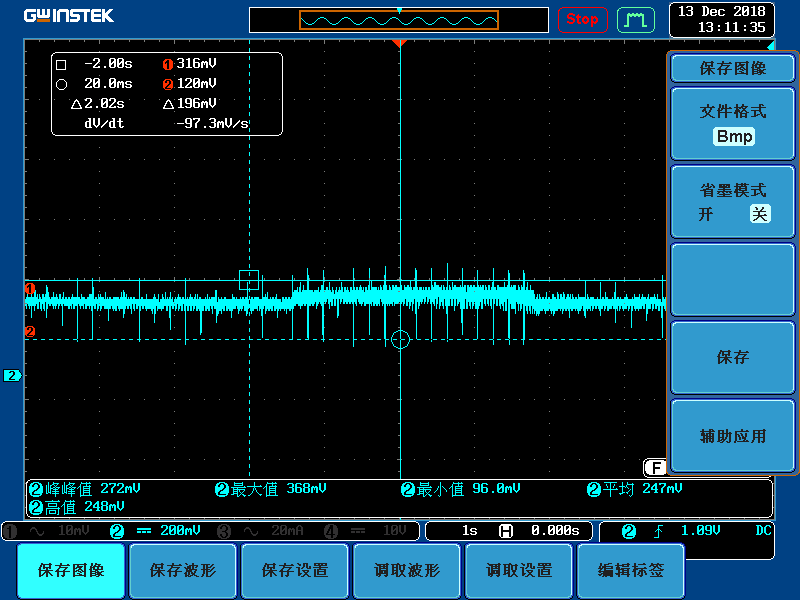 GWINSTEK
Stop
13 Dec 2018
13:11:35
-2.00s 1 316mV
20.0ms 2 120mV
△2.02s △196mV
dV/dt -97.3mV/s
保存图像
文件格式
Bmp
省墨模式
开 关
保存
辅助应用
1
2
2
F
2峰峰值 272mV 2最大值 368mV 2最小值 96.0mV 2平均 247mV
2高值 248mV
1 10mV 2 200mV 3 20mA 4 10V 1s H 0.000s 2 1.09V DC
保存图像 保存波形 保存设置 调取波形 调取设置 编辑标签